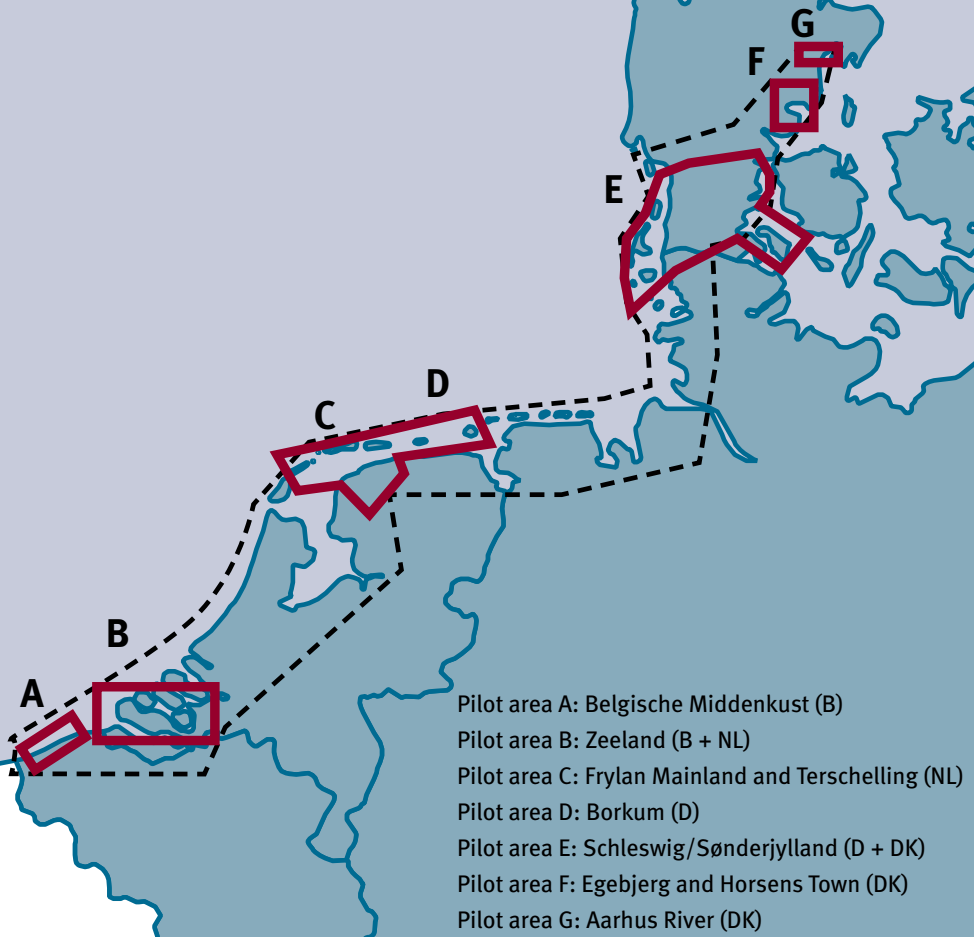 G
F
E
D
C
B
A
Pilot area A: Belgische Middenkust (B)
Pilot area B: Zeeland (B + NL)
Pilot area C: Frylan Mainland and Terschelling (NL)
Pilot area D: Borkum (D)
Pilot area E: Schleswig/Sønderjylland (D + DK)
Pilot area F: Egebjerg and Horsens Town (DK)
Pilot area G: Aarhus River (DK)